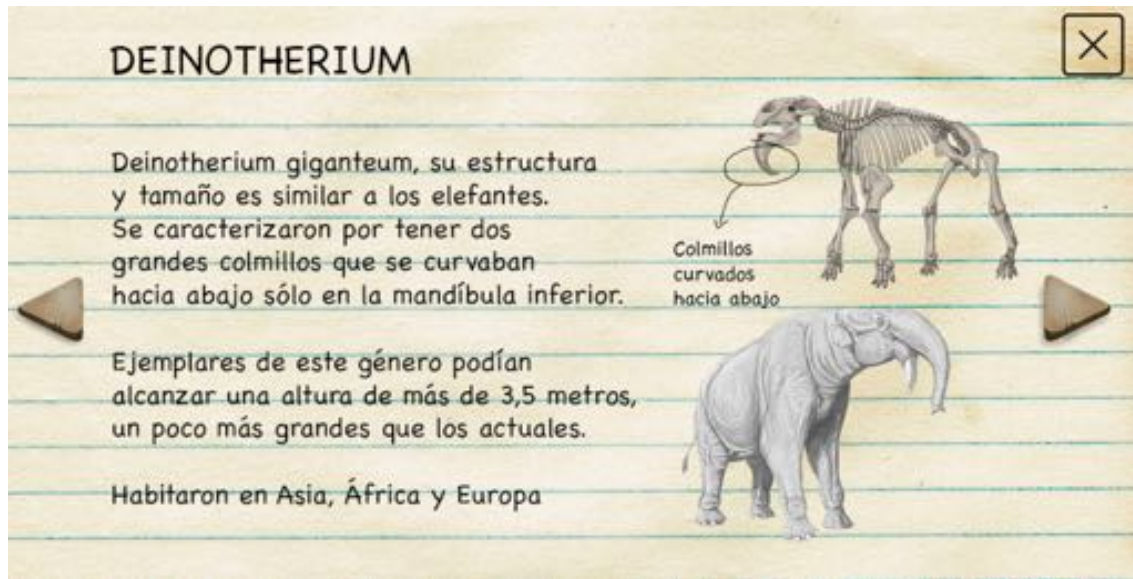 DEINOTHERIUM
Deinotherium giganteum, su estructura
y tamaño es similar a los elefantes.
Se caracterizaron por tener dos
grandes colmillos que se curvaban
hacia abajo sólo en la mandíbula inferior.
Ejemplares de este género podían
alcanzar una altura de más de 3,5 metros,
un poco más grandes que los actuales.
Habitaron en Asia, África y Europa
Colmillos
curvados
hacia abajo